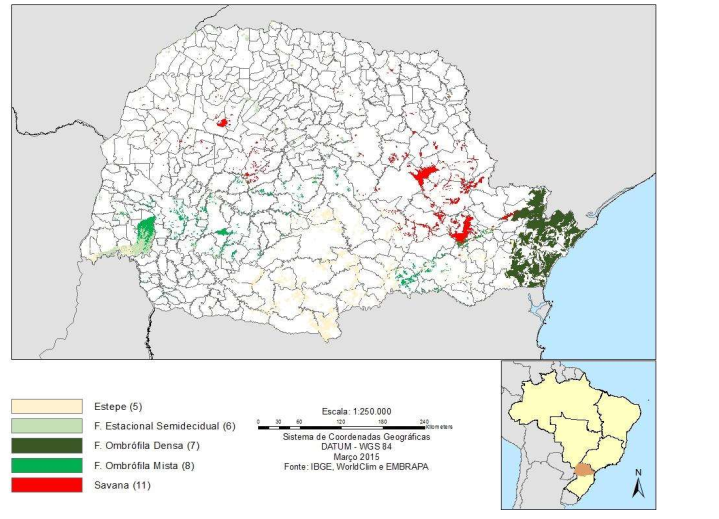 Estepe (5)
F. Estacional Semidecidual (6)
F. Ombrófila Densa (7)
F. Ombrófila Mista (8)
Savana (11)
Escala: 1:250.000
0 30 60 120 180 240
Kilometers
Sistema de Coordenadas Geográficas
DATUM - WGS 84
Março 2015
Fonte: IBGE, WorldClim e EMBRAPA
N